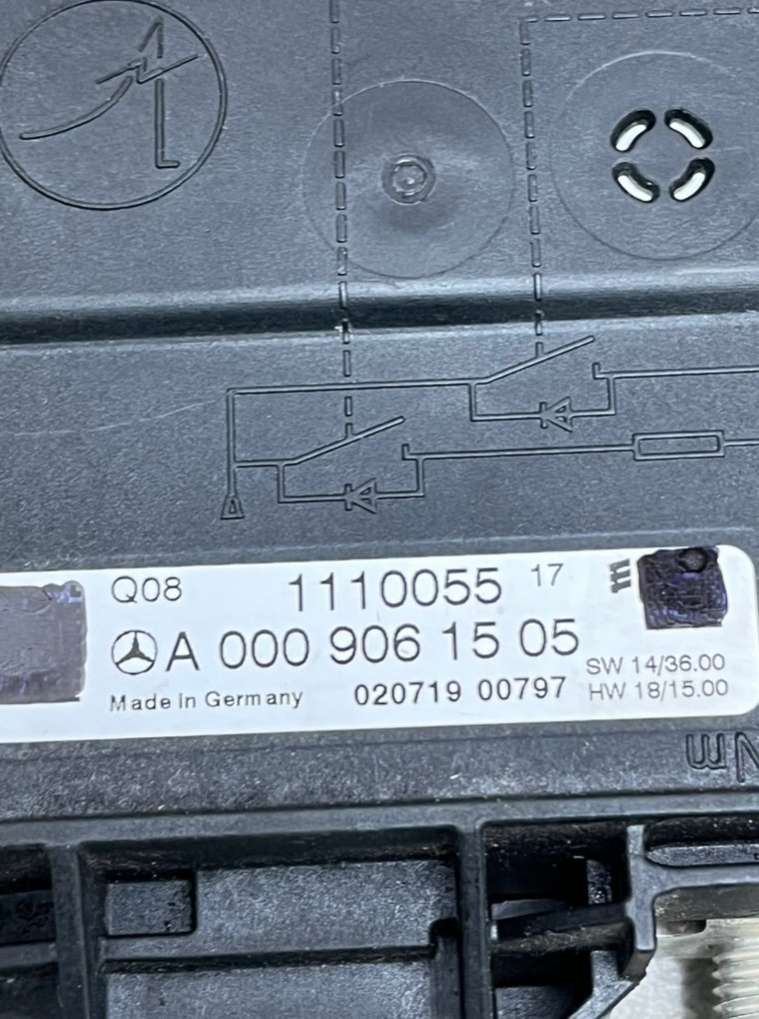 Q08 1110055 17 m
A 000 906 15 05
SW 14/36.00
Made in Germany 020719 00797 HW 18/15.00
Nm